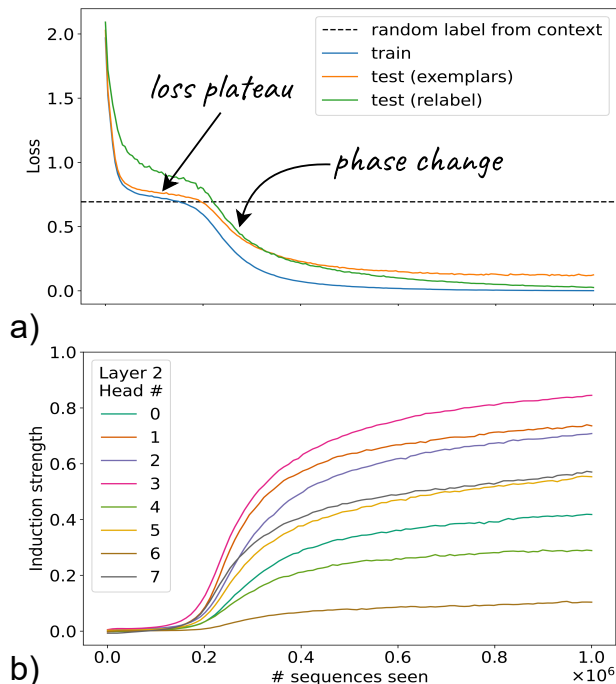 2.0
1.5
1.0
0.5
0.0
Loss
random label from context
train
test (exemplars)
test (relabel)
loss plateau
phase change
a)
1.0
0.8
0.6
0.4
0.2
0.0
Induction strength
Layer 2
Head #
0
1
2
3
4
5
6
7
0.0 0.2 0.4 0.6 0.8 1.0
# sequences seen
×10⁶
b)